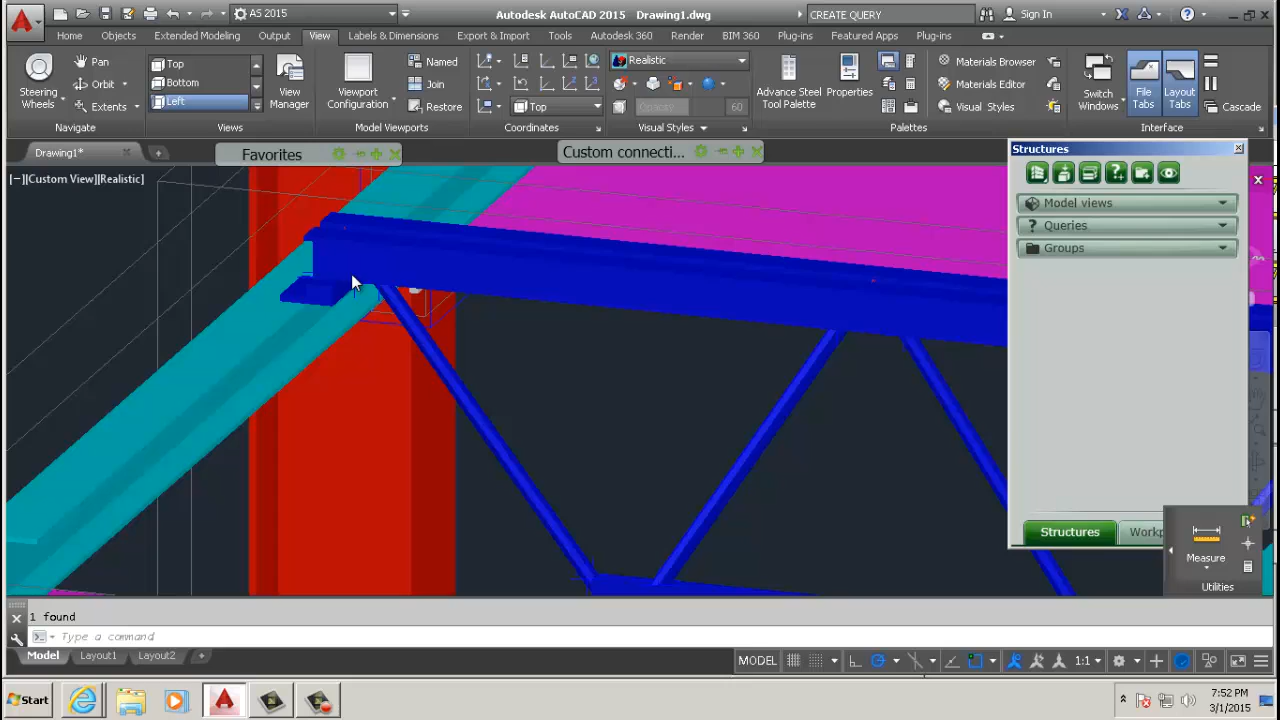 AS 2015
Autodesk AutoCAD 2015 Drawing1.dwg
CREATE QUERY
Sign In
Home
Objects
Extended Modeling
Output
View
Labels & Dimensions
Export & Import
Tools
Autodesk 360
Render
BIM 360
Plug-ins
Featured Apps
Plug-ins
Steering
Wheels
Pan
Orbit
Extents
Navigate
Top
Bottom
Left
View
Manager
Views
Viewport
Configuration
Named
Join
Restore
Model Viewports
Top
Coordinates
Realistic
Opacity
60
Visual Styles
Advance Steel
Tool Palette
Properties
Materials Browser
Materials Editor
Visual Styles
Palettes
Switch
Windows
File
Tabs
Layout
Tabs
Cascade
Interface
Drawing1*
Favorites
Custom connecti...
[−][Custom View][Realistic]
Structures
Model views
Queries
Groups
Structures
Measure
Utilities
1 found
Type a command
Model
Layout1
Layout2
MODEL
1:1
Start
7:52 PM
3/1/2015